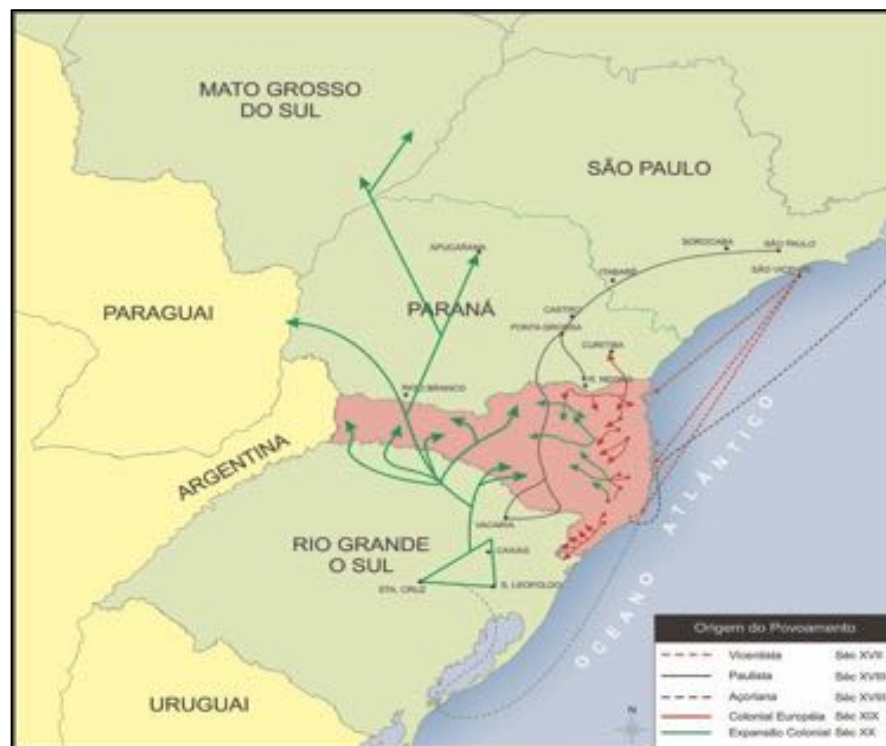 MATO GROSSO
DO SUL
SÃO PAULO
SOROCABA
SÃO PAULO
APUCARANA
ITARARÉ
SÃO VICENTE
PARAGUAI
PARANÁ
CASTRO
PONTA GROSSA
CURITIBA
R. NEGRO
PATO BRANCO
ARGENTINA
OCEANO ATLÂNTICO
VACARIA
RIO GRANDE
O SUL
CAXIAS
STA. CRUZ
S. LEOPOLDO
URUGUAI
N
Origem do Povoamento
Vicentista Séc XVII
Paulista Séc XVIII
Açoriana Séc XVIII
Colonial Européia Séc XIX
Expansão Colonial Séc XX